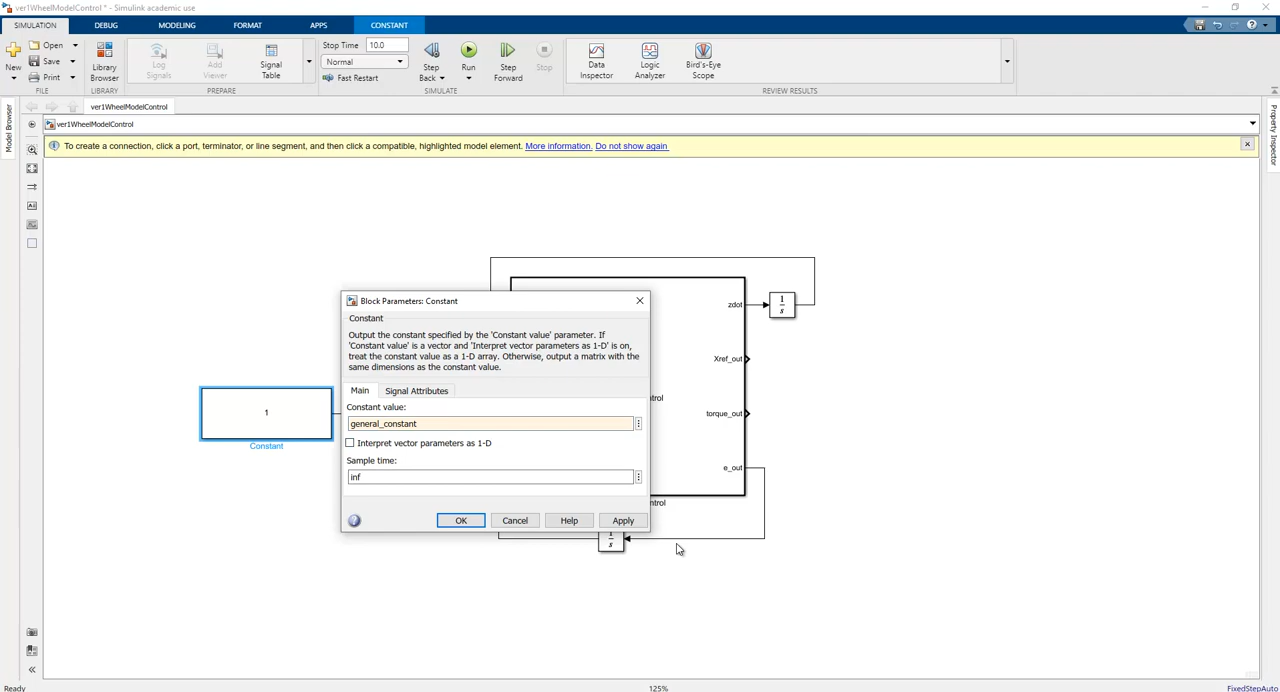 ver1WheelModelControl * - Simulink academic use
SIMULATION
DEBUG
MODELING
FORMAT
APPS
CONSTANT
New
Open
Save
Print
FILE
Library
Browser
LIBRARY
Log
Signals
Add
Viewer
Signal
Table
PREPARE
Stop Time 10.0
Normal
Fast Restart
Step
Back
Run
Step
Forward
Stop
SIMULATE
Data
Inspector
Logic
Analyzer
Bird's-Eye
Scope
REVIEW RESULTS
ver1WheelModelControl
ver1WheelModelControl
Model Browser
Property Inspector
To create a connection, click a port, terminator, or line segment, and then click a compatible, highlighted model element. More information. Do not show again
1
Constant
zdot
1
s
Xref_out
torque_out
e_out
trol
ntrol
s
Block Parameters: Constant
Constant
Output the constant specified by the 'Constant value' parameter. If
'Constant value' is a vector and 'Interpret vector parameters as 1-D' is on,
treat the constant value as a 1-D array. Otherwise, output a matrix with the
same dimensions as the constant value.
Main
Signal Attributes
Constant value:
general_constant
Interpret vector parameters as 1-D
Sample time:
inf
OK
Cancel
Help
Apply
Ready
125%
FixedStepAuto